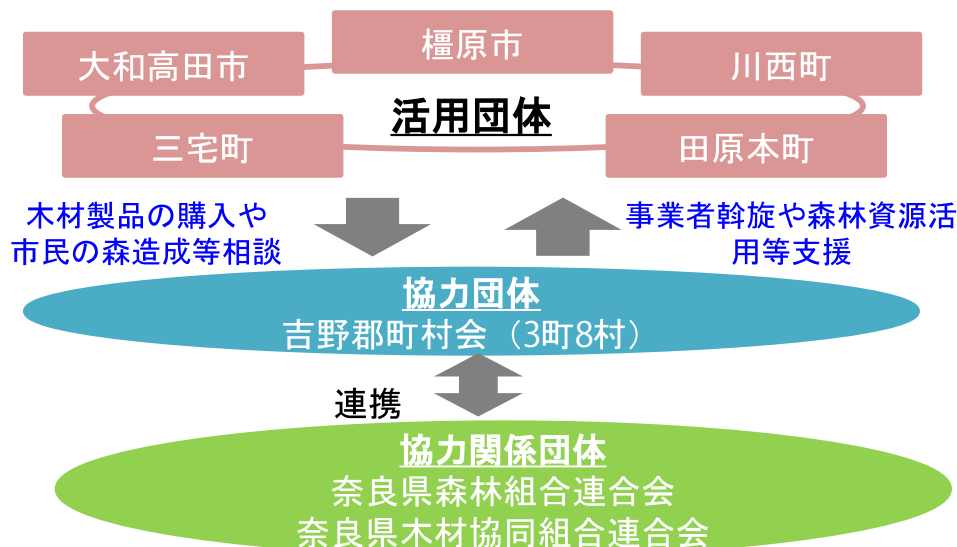 橿原市
大和高田市
川西町
活用団体
三宅町
田原本町
木材製品の購入や
市民の森造成等相談
事業者斡旋や森林資源活
用等支援
協力団体
吉野郡町村会（3町8村）
連携
協力関係団体
奈良県森林組合連合会
奈良県木材協同組合連合会